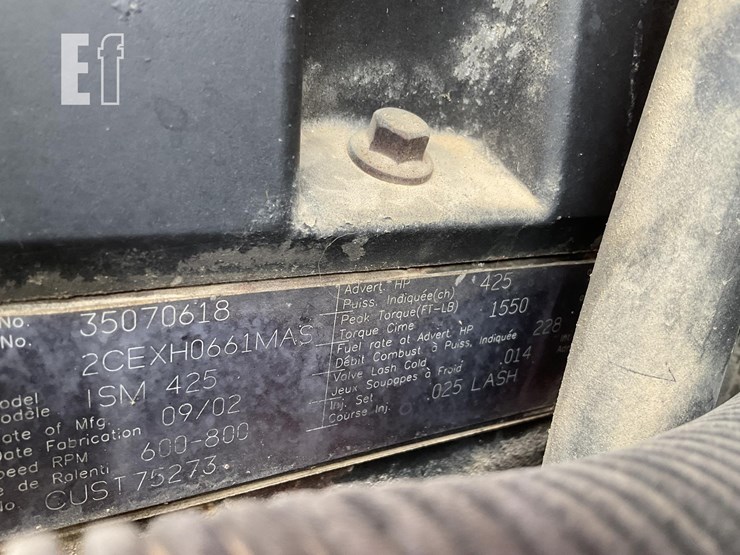 Ef
No. 35070618
No. 2CEXH0661MAS
odel ISM 425
odèle
ate of Mfg. 09/02
Date Fabrication
peed RPM 600-800
e de Ralenti
No CUST75273
Advert. HP 425
Puiss. Indiquée(ch)
Peak Torque(FT-LB) 1550
Torque Cime
Fuel rate at Advert. HP 228
Débit Combust. à Puiss. Indiquée
Valve Lash Cold .014
Jeux Soupapes à Froid
Inj. Set .025 LASH
Course Inj.